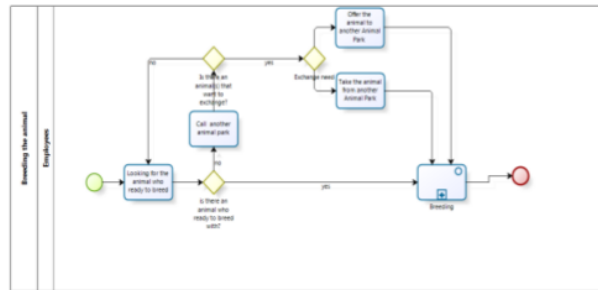 Breeding the animal
Employees
Offer the
animal to
another Animal
Park
no
yes
Is there an
animal(s) that
want to
exchange?
Exchange need
Take the animal
from another
Animal Park
Call another
animal park
no
Looking for the
animal who
ready to breed
yes
is there an
animal who
ready to breed
with?
Breeding